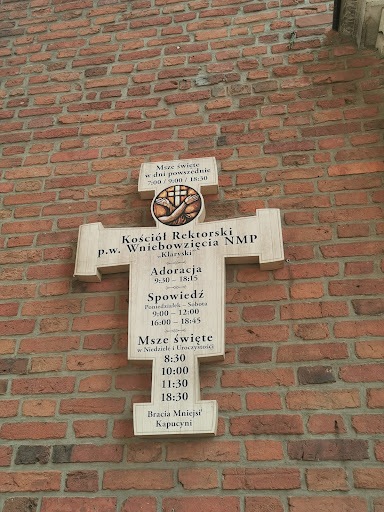 Msze święte
w dni powszednie
7:00 / 9:00 / 18:30
Kościół Rektorski
p.w. Wniebowzięcia NMP
„Klaryski”
Adoracja
9:30 – 18:15
Spowiedź
Poniedziałek – Sobota
9:00 – 12:00
16:00 – 18:45
Msze święte
w Niedziele i Uroczystości
8:30
10:00
11:30
18:30
Bracia Mniejsi
Kapucyni